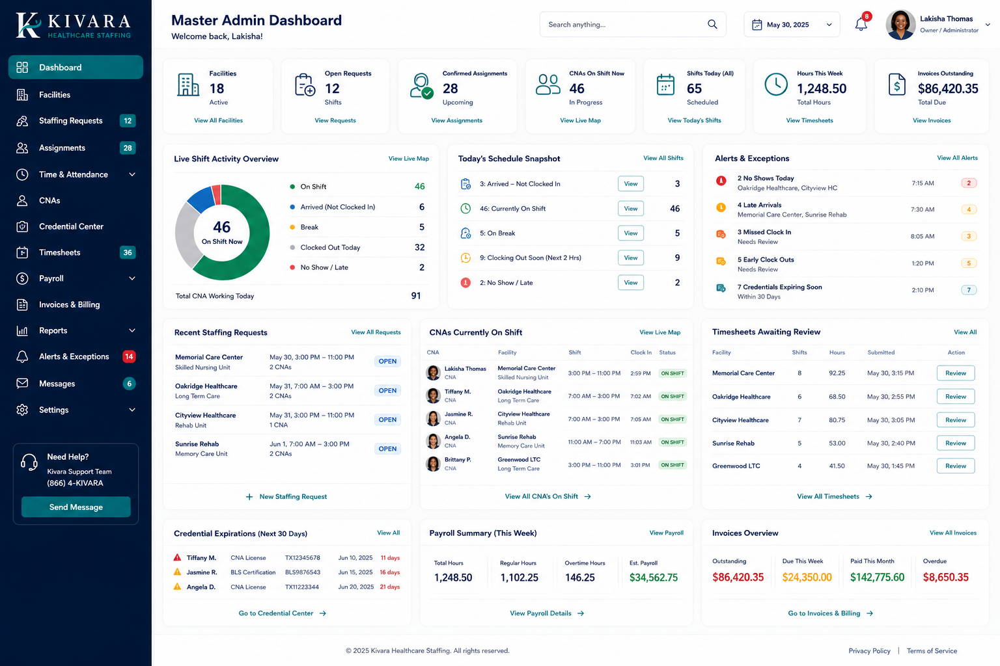 KIVARA
HEALTHCARE STAFFING
Dashboard
Facilities
Staffing Requests 12
Assignments 28
Time & Attendance
CNAs
Credential Center
Timesheets 36
Payroll
Invoices & Billing
Reports
Alerts & Exceptions 14
Messages 6
Settings
Need Help?
Kivara Support Team
(866) 4-KIVARA
Send Message
Master Admin Dashboard
Welcome back, Lakisha!
Search anything...
May 30, 2025
8
Lakisha Thomas
Owner / Administrator
Facilities
18
Active
View All Facilities
Open Requests
12
Shifts
View Requests
Confirmed Assignments
28
Upcoming
View Assignments
CNAs On Shift Now
46
In Progress
View Live Map
Shifts Today (All)
65
Scheduled
View Today's Shifts
Hours This Week
1,248.50
Total Hours
View Timesheets
Invoices Outstanding
$86,420.35
Total Due
View Invoices
Live Shift Activity Overview View Live Map
46
On Shift Now
On Shift 46
Arrived (Not Clocked In) 6
Break 5
Clocked Out Today 32
No Show / Late 2
Total CNA Working Today 91
Today's Schedule Snapshot View All Shifts
3: Arrived – Not Clocked In View 3
46: Currently On Shift View 46
5: On Break View 5
9: Clocking Out Soon (Next 2 Hrs) View 9
2: No Show / Late View 2
Alerts & Exceptions View All Alerts
2 No Shows Today
Oakridge Healthcare, Cityview HC 7:15 AM 2
4 Late Arrivals
Memorial Care Center, Sunrise Rehab 7:30 AM 4
3 Missed Clock In
Needs Review 8:05 AM 3
5 Early Clock Outs
Needs Review 1:20 PM 5
7 Credentials Expiring Soon
Within 30 Days 2:10 PM 7
Recent Staffing Requests View All Requests
Memorial Care Center May 30, 3:00 PM – 11:00 PM OPEN
Skilled Nursing Unit 2 CNAs
Oakridge Healthcare May 31, 7:00 AM – 3:00 PM OPEN
Long Term Care 2 CNAs
Cityview Healthcare May 31, 3:00 PM – 11:00 PM OPEN
Rehab Unit 1 CNA
Sunrise Rehab Jun 1, 7:00 AM – 3:00 PM OPEN
Memory Care Unit 2 CNAs
+ New Staffing Request
CNAs Currently On Shift View Live Map
CNA Facility Shift Clock In Status
Lakisha Thomas Memorial Care Center 3:00 PM – 11:00 PM 2:59 PM ON SHIFT
CNA Skilled Nursing Unit
Tiffany M. Oakridge Healthcare 7:00 AM – 3:00 PM 7:02 AM ON SHIFT
CNA Long Term Care
Jasmine R. Cityview Healthcare 7:00 AM – 3:00 PM 7:05 AM ON SHIFT
CNA Rehab Unit
Angela D. Sunrise Rehab 11:00 AM – 7:00 PM 11:03 AM ON SHIFT
CNA Memory Care Unit
Brittany P. Greenwood LTC 3:00 PM – 11:00 PM 3:01 PM ON SHIFT
CNA Long Term Care
View All CNA's On Shift →
Timesheets Awaiting Review View All
Facility Shifts Hours Submitted Action
Memorial Care Center 8 92.25 May 30, 3:15 PM Review
Oakridge Healthcare 6 68.50 May 30, 2:55 PM Review
Cityview Healthcare 7 80.75 May 30, 3:05 PM Review
Sunrise Rehab 5 53.00 May 30, 2:40 PM Review
Greenwood LTC 4 41.50 May 30, 1:45 PM Review
View All Timesheets →
Credential Expirations (Next 30 Days) View All
Tiffany M. CNA License TX12345678 Jun 10, 2025 11 days
Jasmine R. BLS Certification BLS9876543 Jun 15, 2025 16 days
Angela D. CNA License TX11223344 Jun 20, 2025 21 days
Go to Credential Center →
Payroll Summary (This Week) View Payroll
Total Hours Regular Hours Overtime Hours Est. Payroll
1,248.50 1,102.25 146.25 $34,562.75
View Payroll Details →
Invoices Overview View All Invoices
Outstanding Due This Week Paid This Month Overdue
$86,420.35 $24,350.00 $142,775.60 $8,650.35
Go to Invoices & Billing →
© 2025 Kivara Healthcare Staffing. All rights reserved.
Privacy Policy | Terms of Service